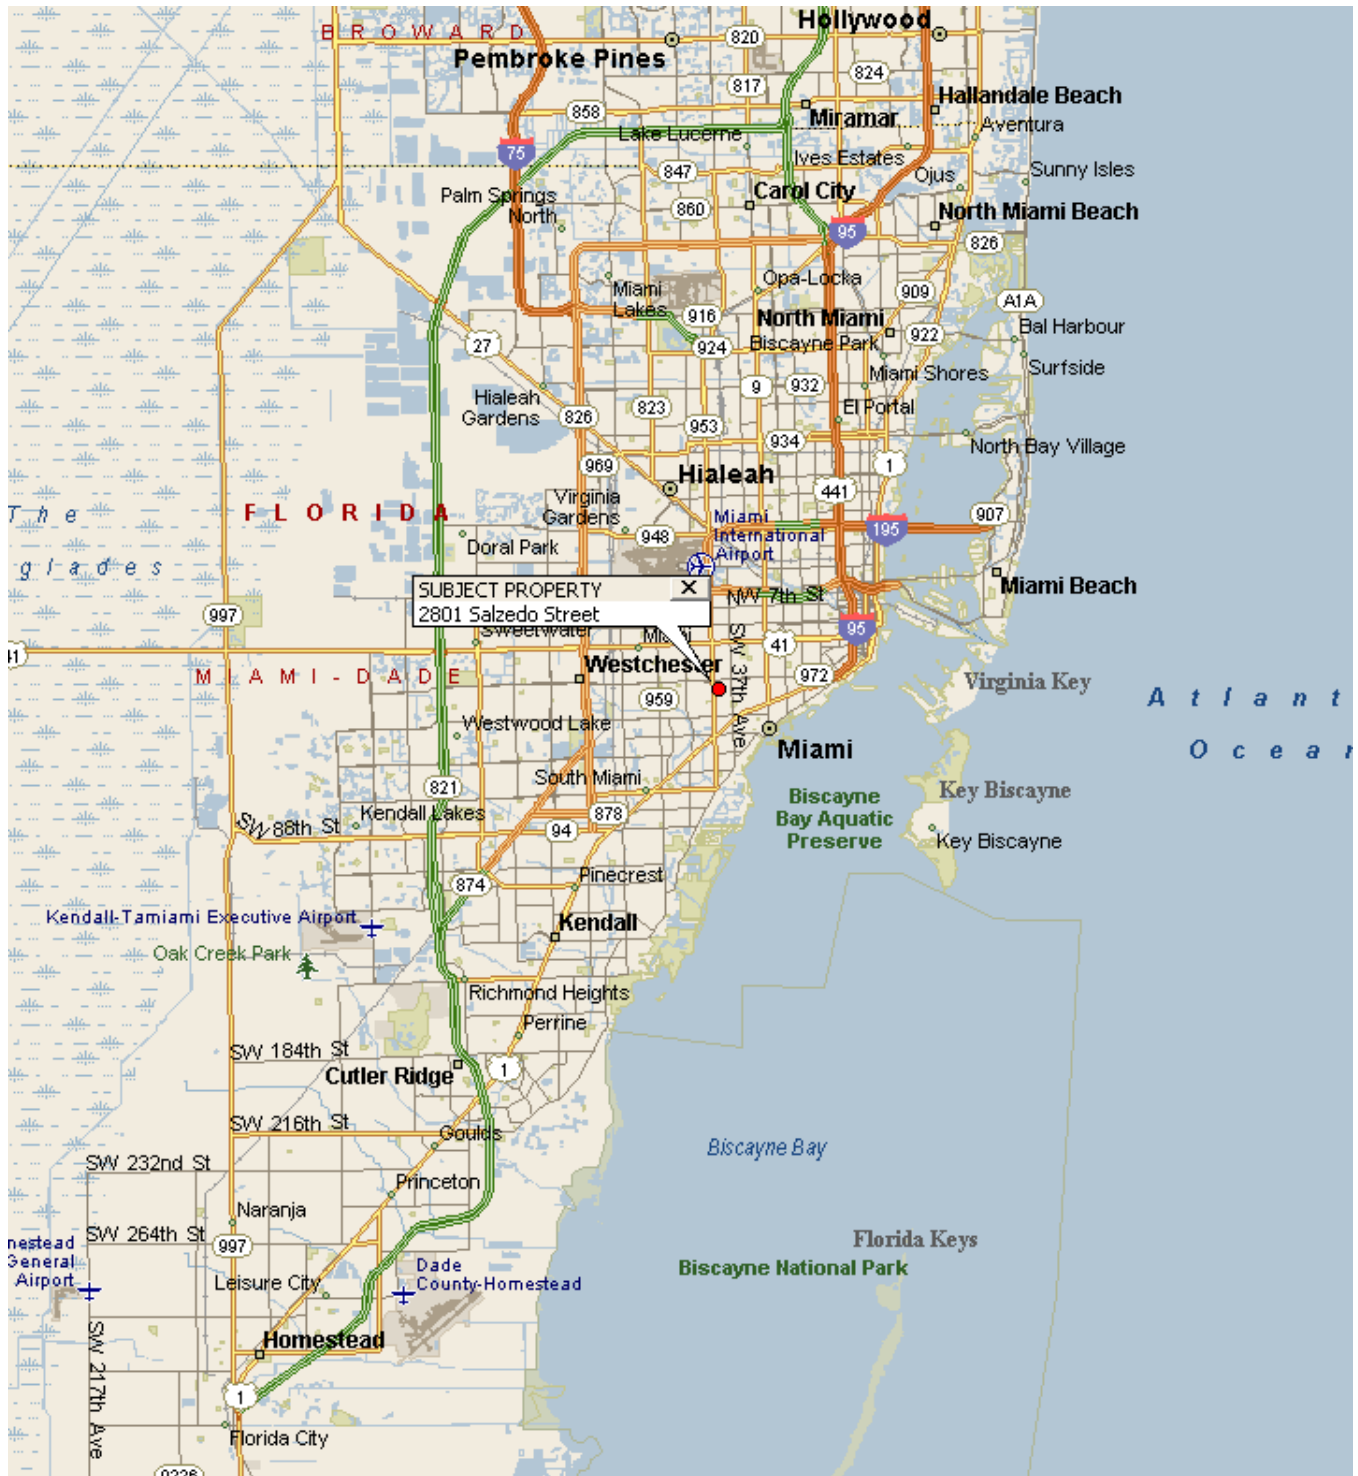 Hollywood
B R O W A R D
820
Pembroke Pines
824
817
Hallandale Beach
858
Miramar
Aventura
Lake Lucerne
75
Ives Estates
847
Ojus
Sunny Isles
Palm Springs
North
Carol City
860
North Miami Beach
95
826
Opa-Locka
Miami
Lakes
909
A1A
916
North Miami
Bal Harbour
922
27
924
Biscayne Park
Surfside
Miami Shores
9
932
Hialeah
Gardens
826
823
El Portal
953
934
North Bay Village
969
1
Hialeah
441
Virginia
Gardens
907
T h e
F L O R I D A
Miami
International
Airport
195
948
Doral Park
g l a d e s
SUBJECT PROPERTY
2801 Salzedo Street
NW 7th St
Miami Beach
997
95
Sweetwater
Miami
SW 37th Ave
41
41
Westchester
M I A M I - D A D E
972
Virginia Key
959
A t l a n t
Westwood Lake
Miami
O c e a n
South Miami
821
Biscayne
Bay Aquatic
Preserve
Key Biscayne
Kendall Lakes
878
SW 88th St
94
Key Biscayne
Pinecrest
874
Kendall-Tamiami Executive Airport
Kendall
Oak Creek Park
Richmond Heights
Perrine
SW 184th St
Cutler Ridge
1
SW 216th St
Goulds
Biscayne Bay
SW 232nd St
Princeton
Naranja
SW 264th St
997
Florida Keys
nestead
General
Airport
Dade
County-Homestead
Biscayne National Park
Leisure City
Homestead
SW 217th Ave
1
Florida City
9336